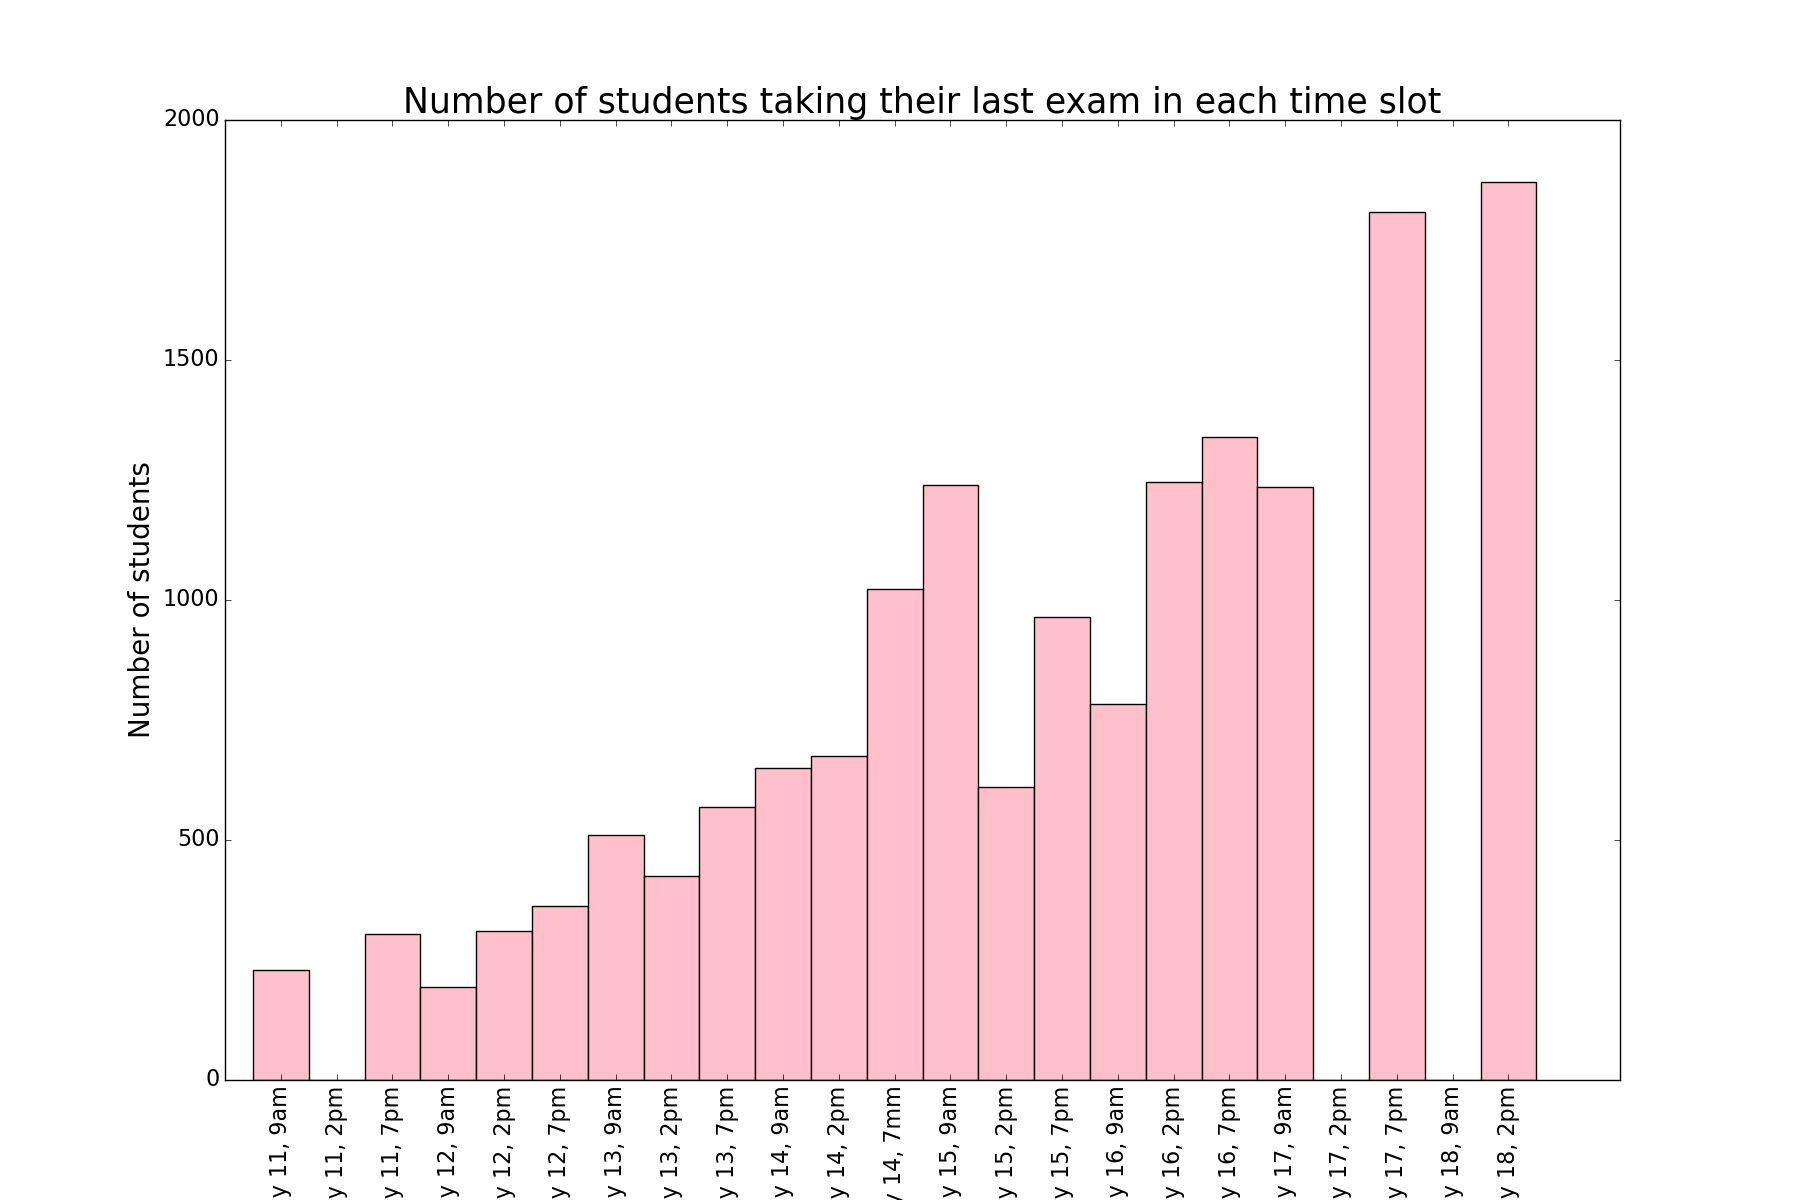 Number of students taking their last exam in each time slot
2000
1500
1000
500
0
Number of students
y 11, 9am
y 11, 2pm
y 11, 7pm
y 12, 9am
y 12, 2pm
y 12, 7pm
y 13, 9am
y 13, 2pm
y 13, 7pm
y 14, 9am
y 14, 2pm
y 14, 7mm
y 15, 9am
y 15, 2pm
y 15, 7pm
y 16, 9am
y 16, 2pm
y 16, 7pm
y 17, 9am
y 17, 2pm
y 17, 7pm
y 18, 9am
y 18, 2pm